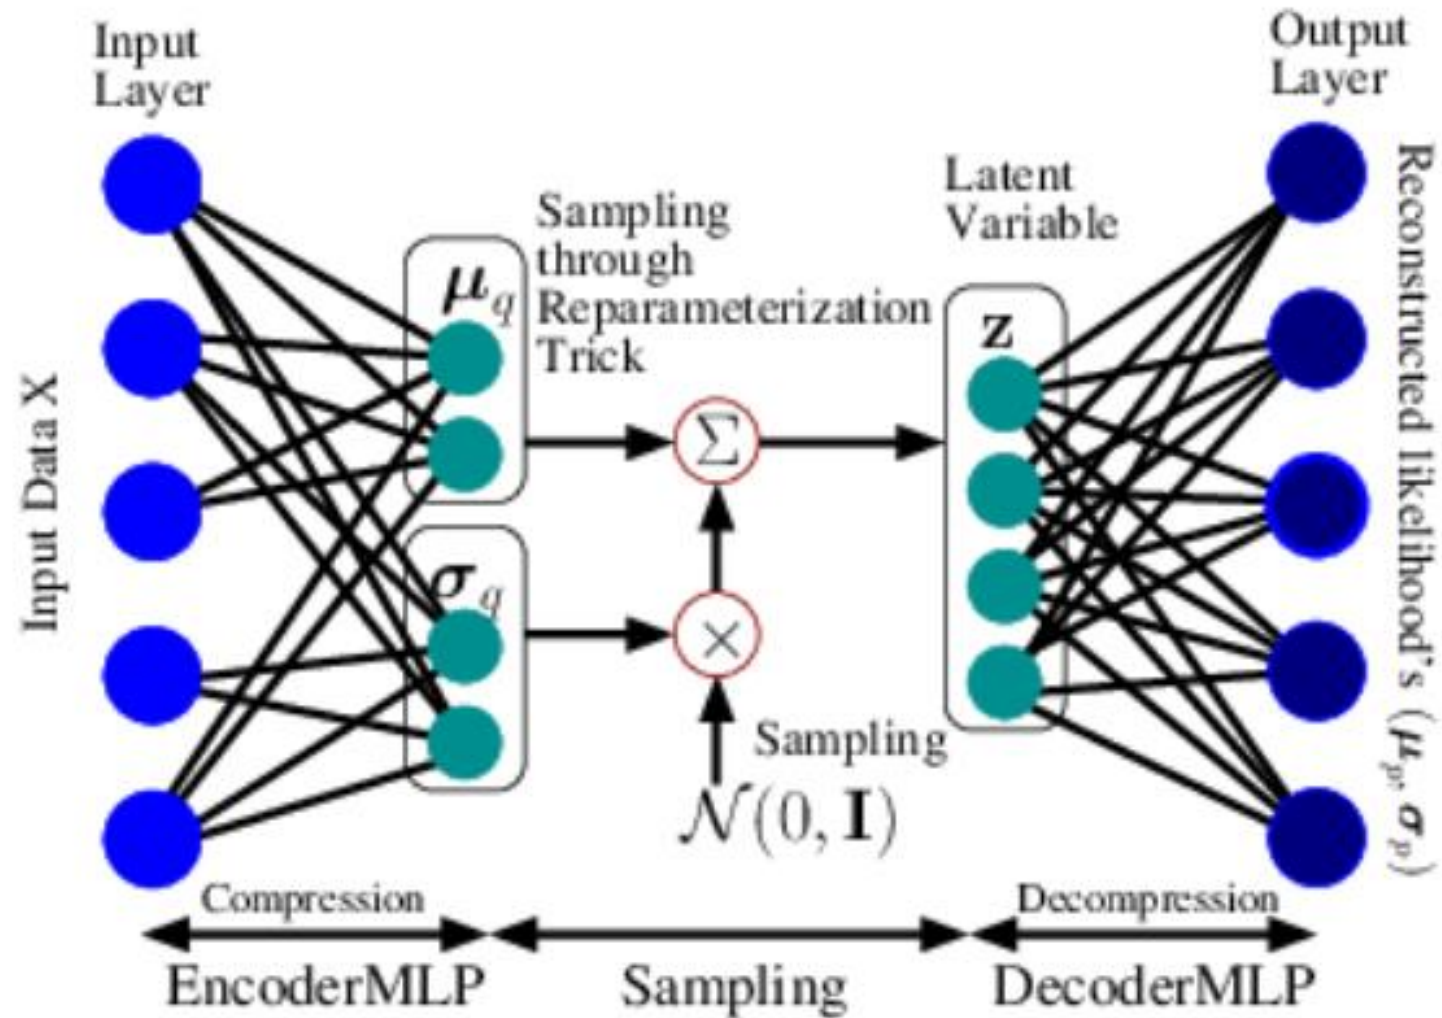 Input
Layer
Output
Layer
Latent
Variable
Sampling
through
Reparameterization
Trick
μq
σq
Σ
×
z
Sampling
𝒩(0, I)
Input Data X
Reconstructed likelihood's (μp, σp)
Compression
Decompression
EncoderMLP
Sampling
DecoderMLP